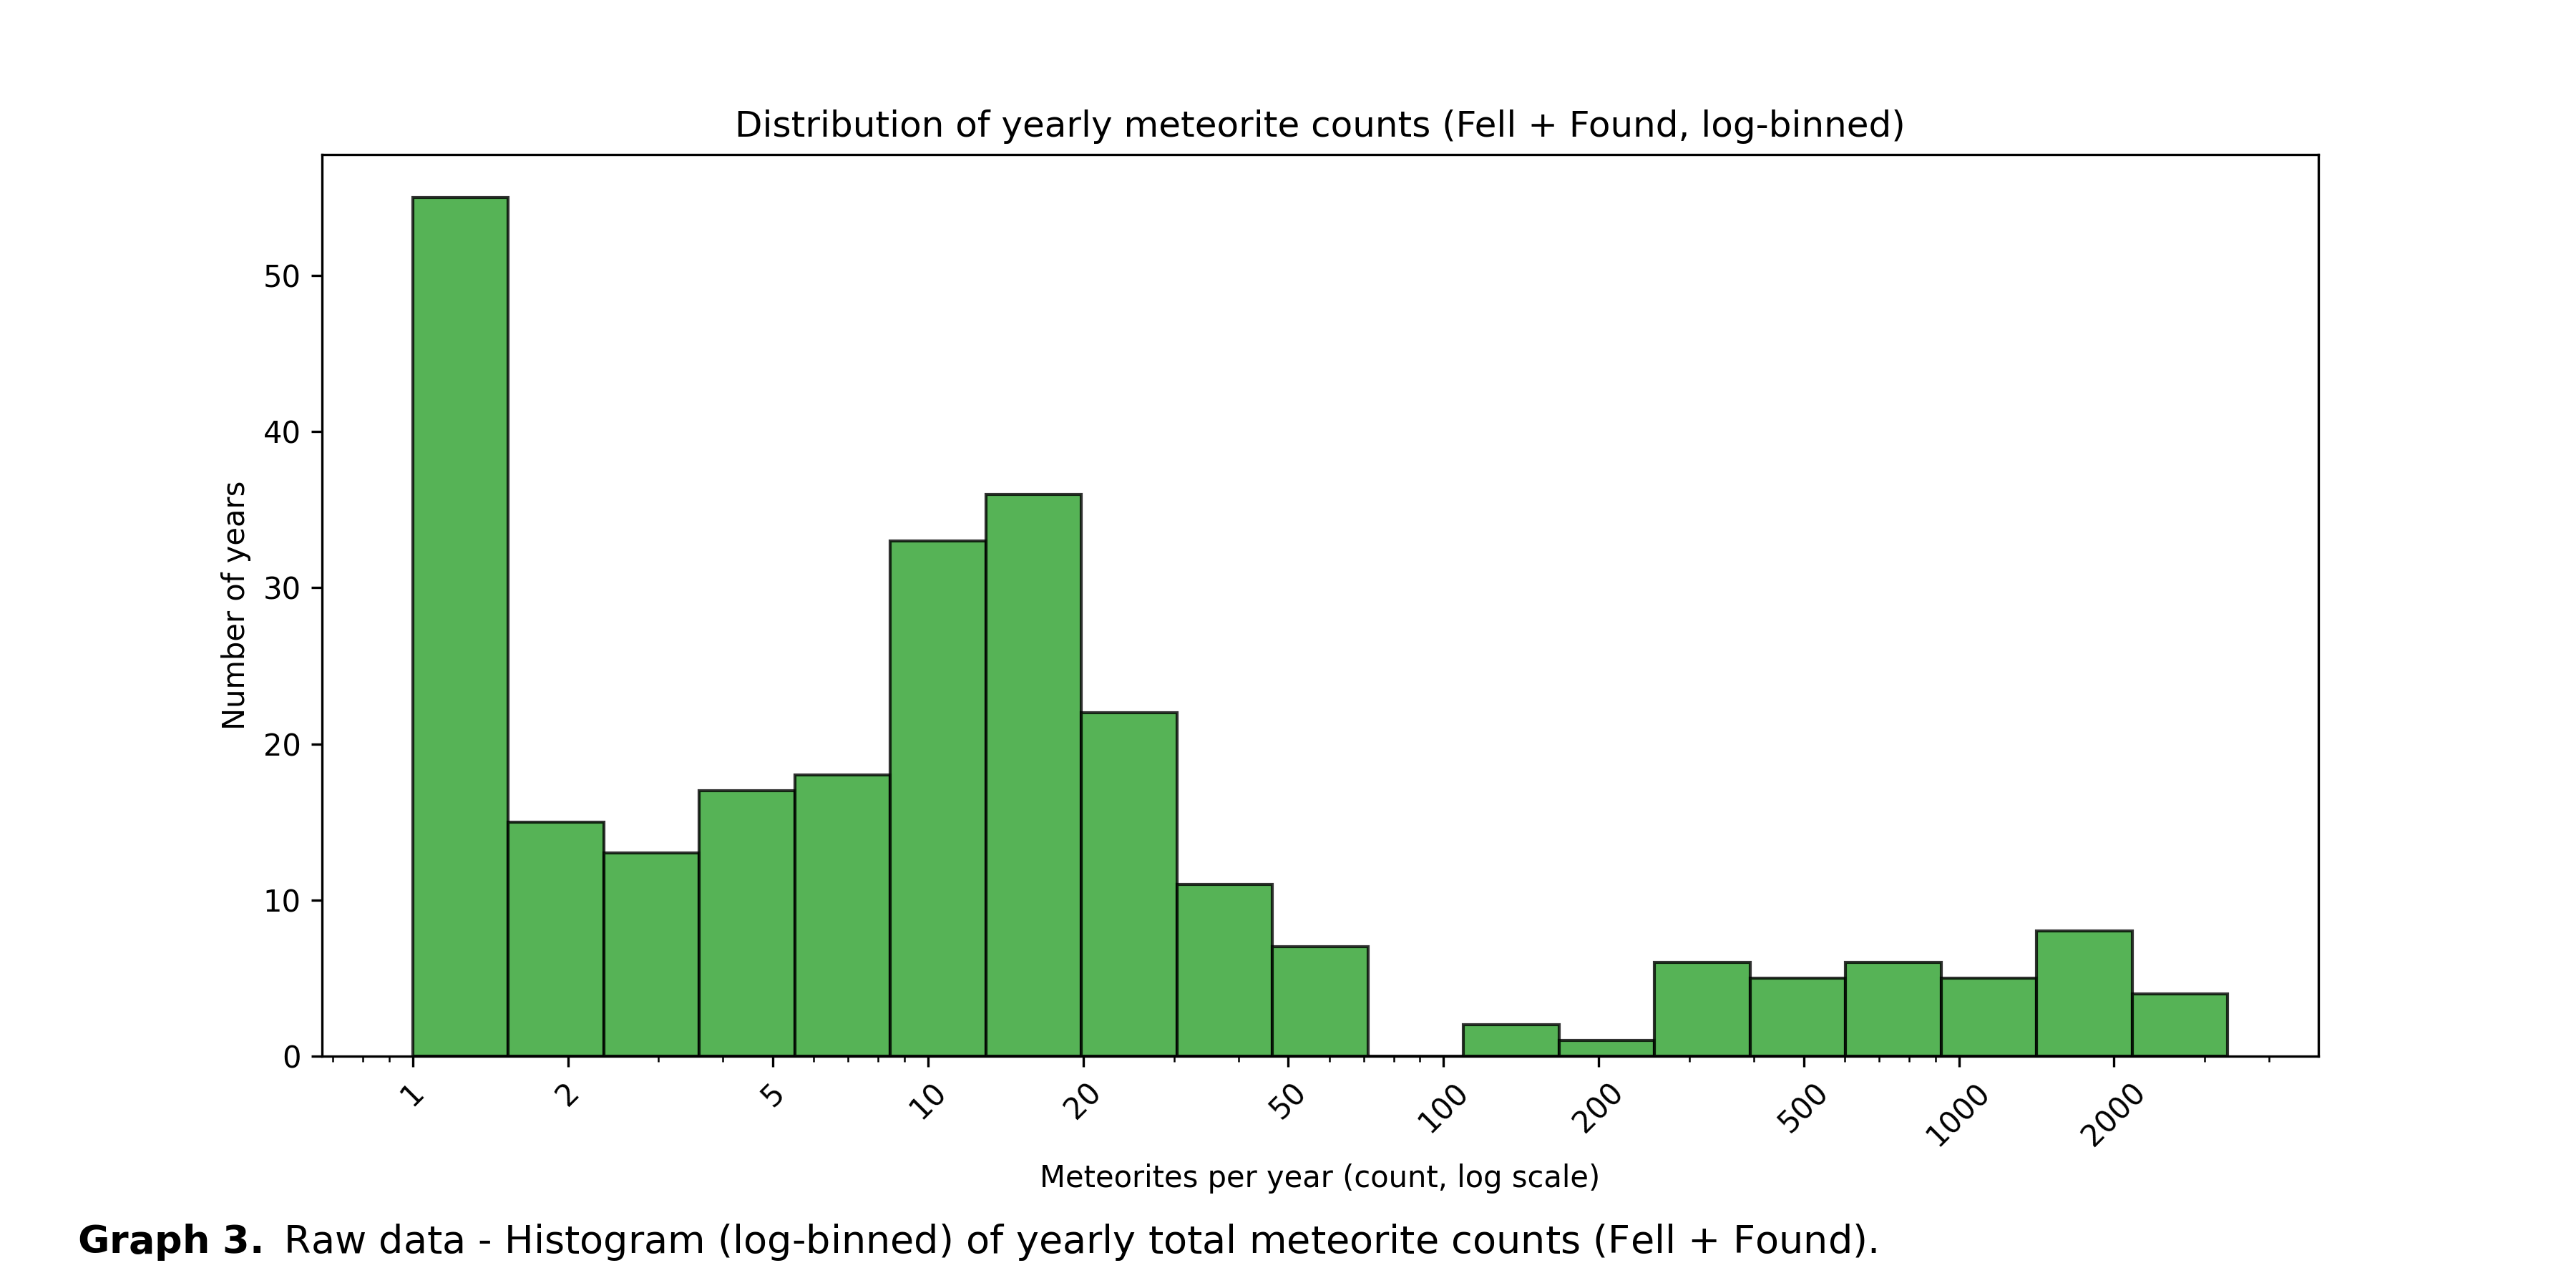 Distribution of yearly meteorite counts (Fell + Found, log-binned)
Number of years
50
40
30
20
10
0
1 2 5 10 20 50 100 200 500 1000 2000
Meteorites per year (count, log scale)
Graph 3. Raw data - Histogram (log-binned) of yearly total meteorite counts (Fell + Found).